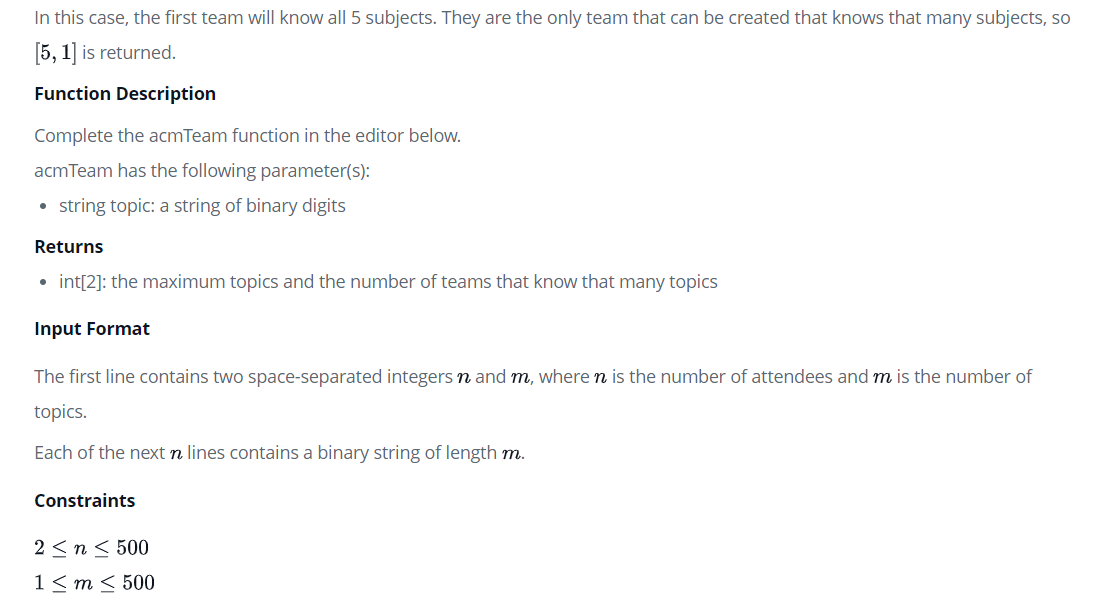 In this case, the first team will know all 5 subjects. They are the only team that can be created that knows that many subjects, so
[5, 1] is returned.
Function Description
Complete the acmTeam function in the editor below.
acmTeam has the following parameter(s):
• string topic: a string of binary digits
Returns
• int[2]: the maximum topics and the number of teams that know that many topics
Input Format
The first line contains two space-separated integers n and m, where n is the number of attendees and m is the number of
topics.
Each of the next n lines contains a binary string of length m.
Constraints
2 ≤ n ≤ 500
1 ≤ m ≤ 500